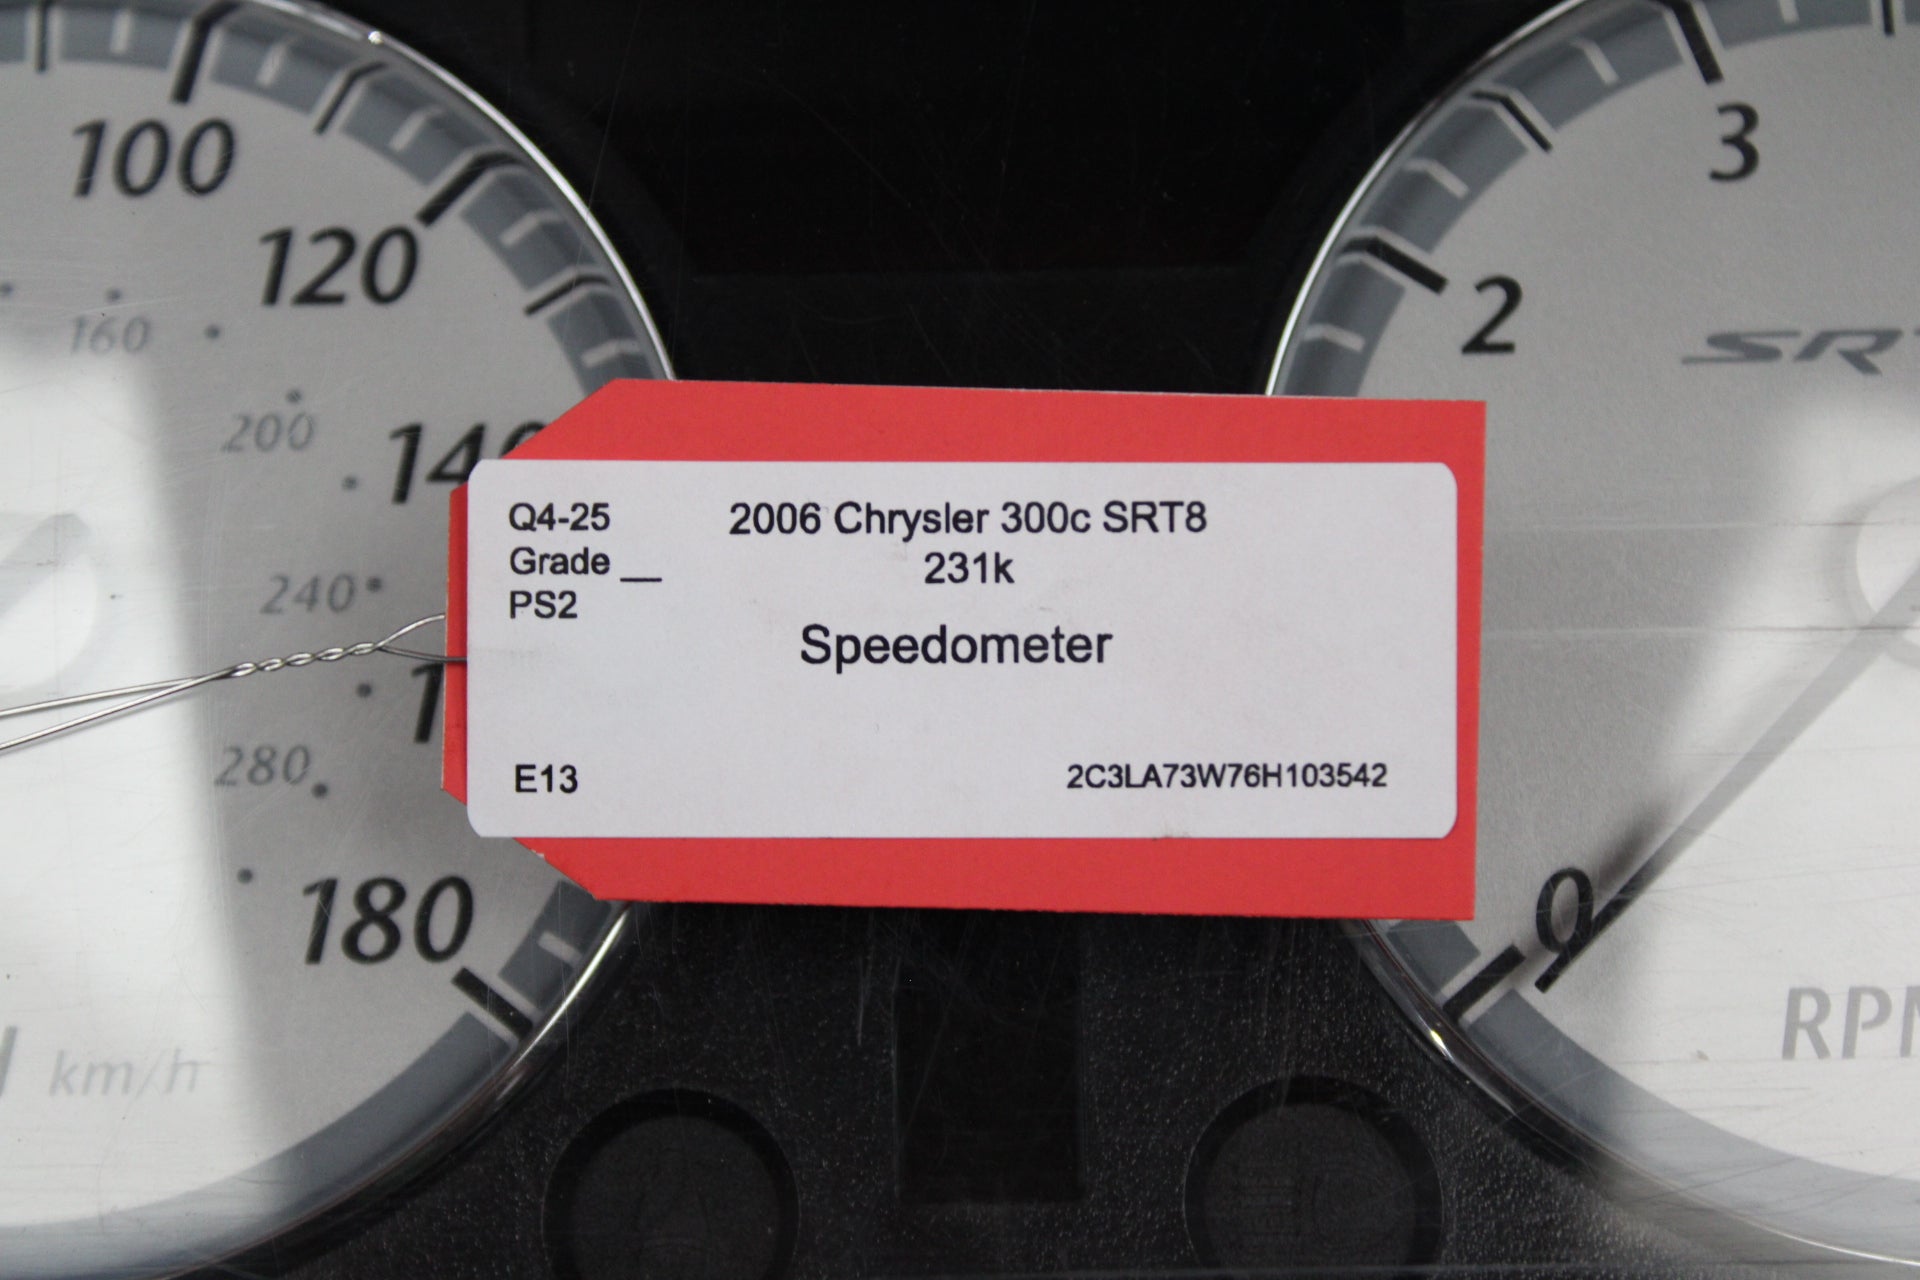 100
120
160
200
240
280
180
km/h
Q4-25
Grade __
PS2
2006 Chrysler 300c SRT8
231k
Speedometer
E13
2C3LA73W76H103542
3
2
0